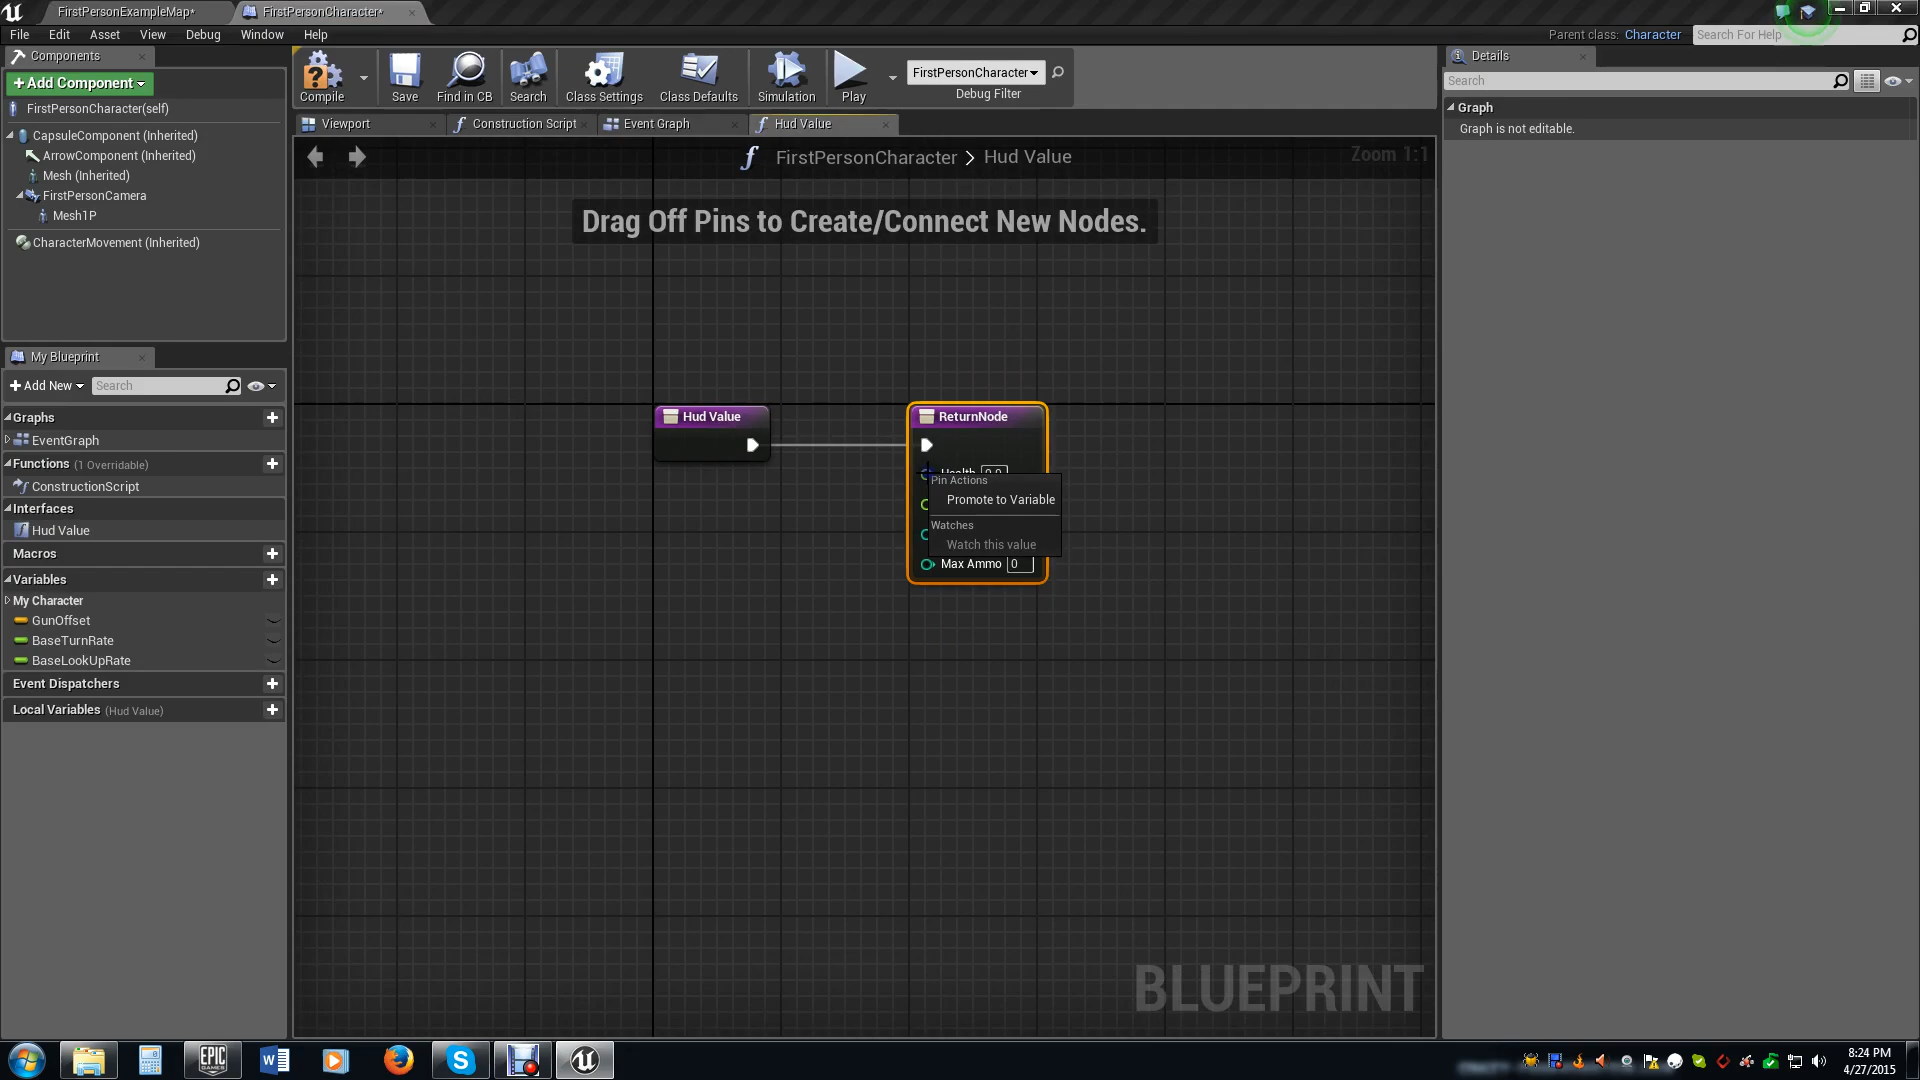 FirstPersonExampleMap*
FirstPersonCharacter*
File Edit Asset View Debug Window Help
Parent class: Character
Search For Help
Components
+Add Component
FirstPersonCharacter(self)
CapsuleComponent (Inherited)
ArrowComponent (Inherited)
Mesh (Inherited)
FirstPersonCamera
Mesh1P
CharacterMovement (Inherited)
Compile
Save
Find in CB
Search
Class Settings
Class Defaults
Simulation
Play
FirstPersonCharacter
Debug Filter
Viewport
Construction Script
Event Graph
Hud Value
FirstPersonCharacter > Hud Value
Zoom 1:1
Drag Off Pins to Create/Connect New Nodes.
Hud Value
ReturnNode
Health 0.0
Pin Actions
Promote to Variable
Watches
Watch this value
Max Ammo 0
BLUEPRINT
My Blueprint
+Add New
Search
Graphs
EventGraph
Functions (1 Overridable)
ConstructionScript
Interfaces
Hud Value
Macros
Variables
My Character
GunOffset
BaseTurnRate
BaseLookUpRate
Event Dispatchers
Local Variables (Hud Value)
Details
Search
Graph
Graph is not editable.
EPIC
GAMES
8:24 PM
4/27/2015